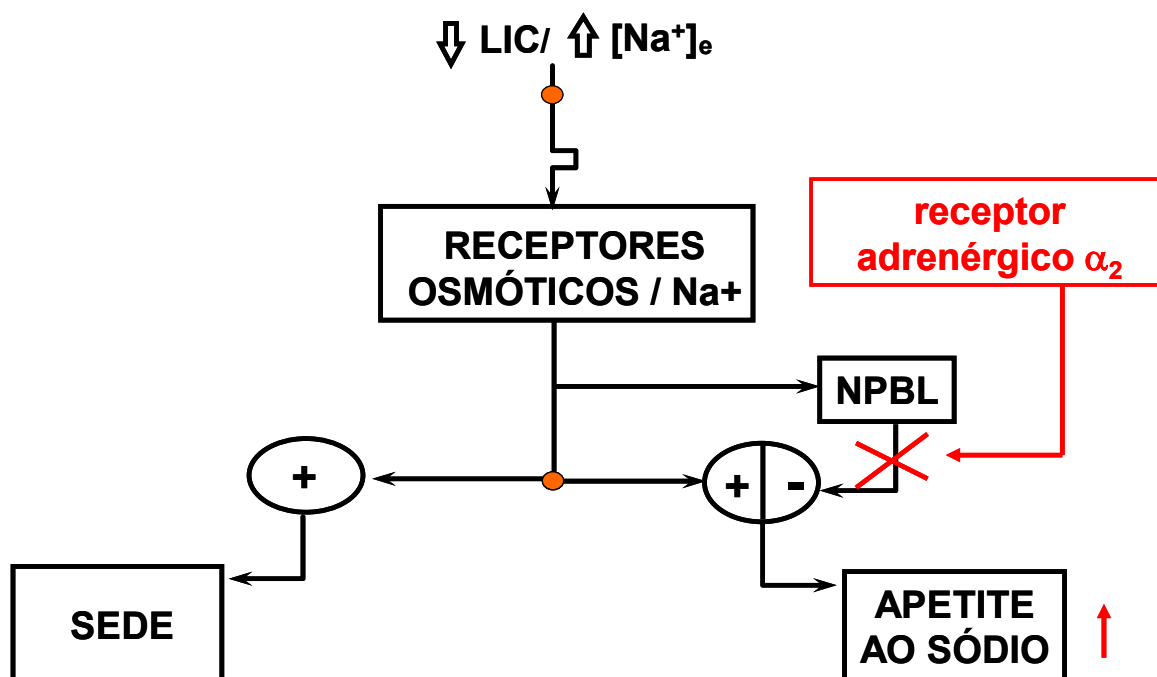 LIC/ [Na⁺]ₑ
RECEPTORES
OSMÓTICOS / Na+
receptor
adrenérgico α₂
NPBL
+
+ -
SEDE
APETITE
AO SÓDIO